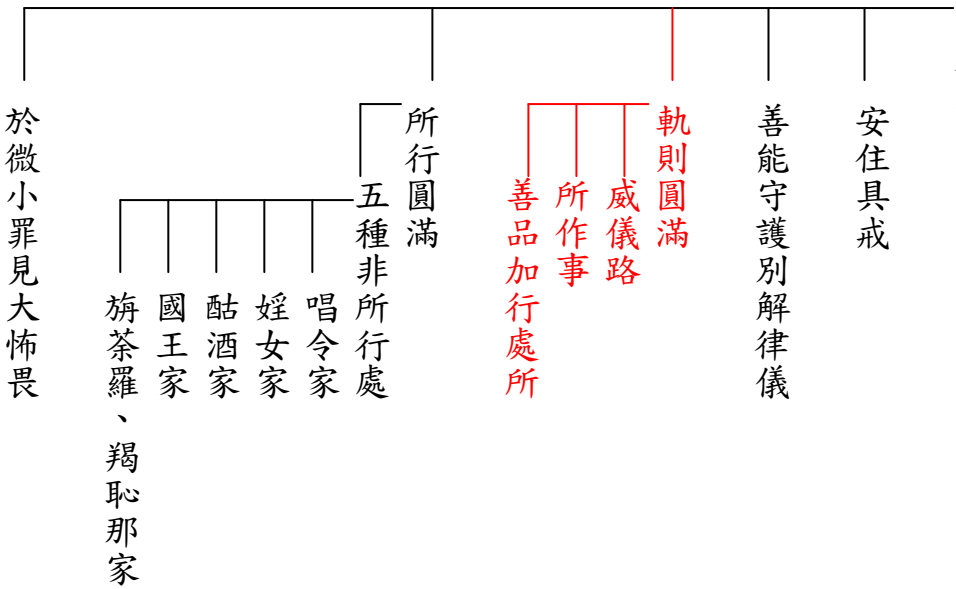 安住具戒
善能守護別解律儀
軌則圓滿
威儀路
所作事
善品加行處所
所行圓滿
五種非所行處
唱令家
婬女家
酤酒家
國王家
旃荼羅、羯恥那家
於微小罪見大怖畏